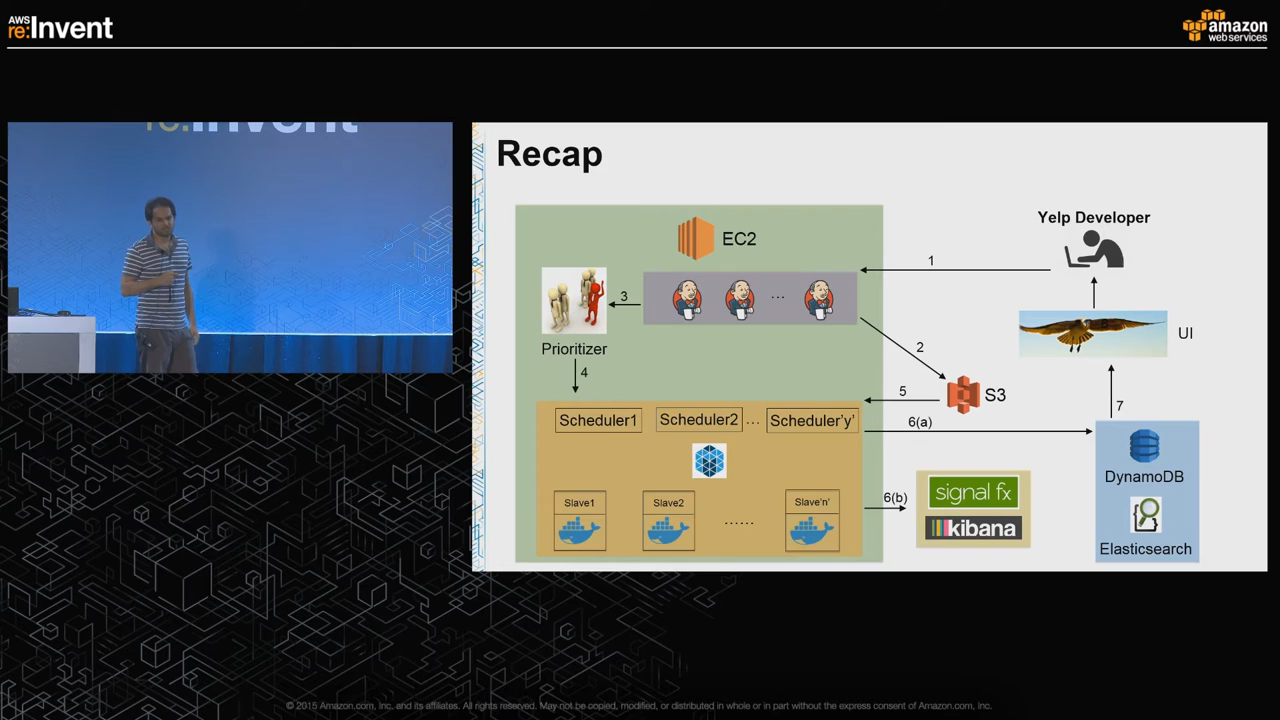 AWS
re:Invent
amazon
web services
re:Invent
Recap
EC2
Yelp Developer
1
3
...
Prioritizer
4
2
UI
S3
5
7
Scheduler1
Scheduler2
...
Scheduler'y'
6(a)
DynamoDB
Slave1
Slave2
......
Slave'n'
6(b)
signal fx
kibana
Elasticsearch
© 2015 Amazon.com, Inc. and its affiliates. All rights reserved. May not be copied, modified, or distributed in whole or in part without the express consent of Amazon.com, Inc.